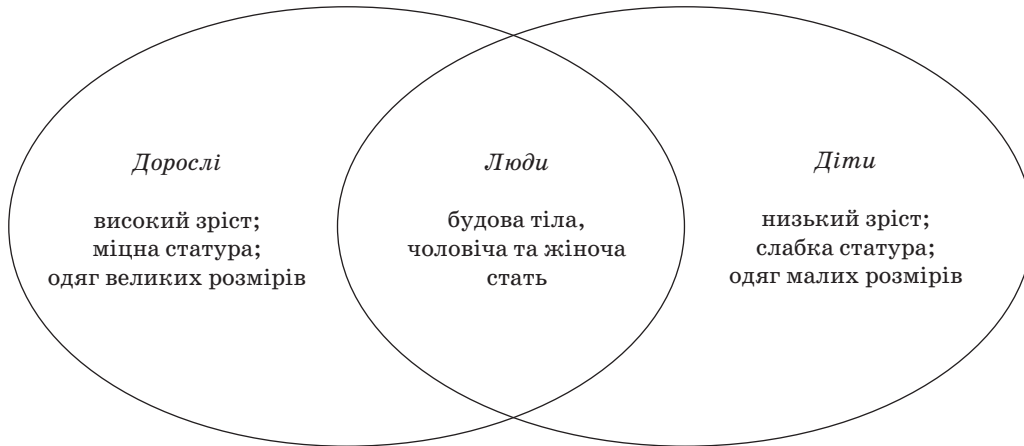 Дорослі
високий зріст;
міцна статура;
одяг великих розмірів
Люди
будова тіла,
чоловіча та жіноча
стать
Діти
низький зріст;
слабка статура;
одяг малих розмірів